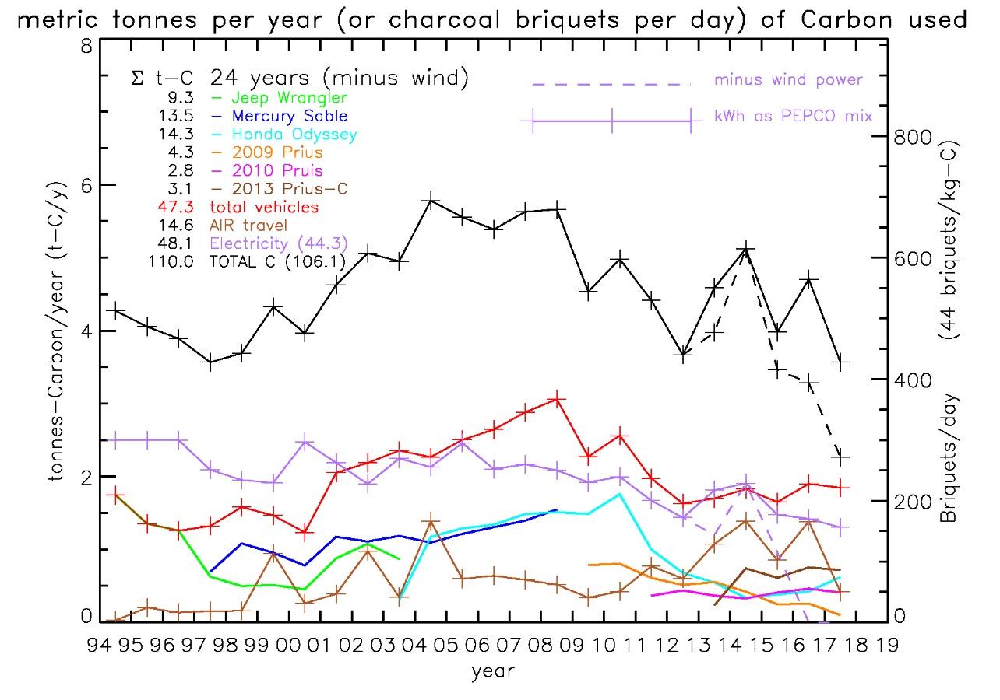 metric tonnes per year (or charcoal briquets per day) of Carbon used
Σ t-C 24 years (minus wind)
9.3 - Jeep Wrangler
13.5 - Mercury Sable
14.3 - Honda Odyssey
4.3 - 2009 Prius
2.8 - 2010 Pruis
3.1 - 2013 Prius-C
47.3 total vehicles
14.6 AIR travel
48.1 Electricity (44.3)
110.0 TOTAL C (106.1)
minus wind power
kWh as PEPCO mix
8
6
4
2
0
tonnes-Carbon/year (t-C/y)
800
600
400
200
0
Briquets/day (44 briquets/kg-C)
94 95 96 97 98 99 00 01 02 03 04 05 06 07 08 09 10 11 12 13 14 15 16 17 18 19
year